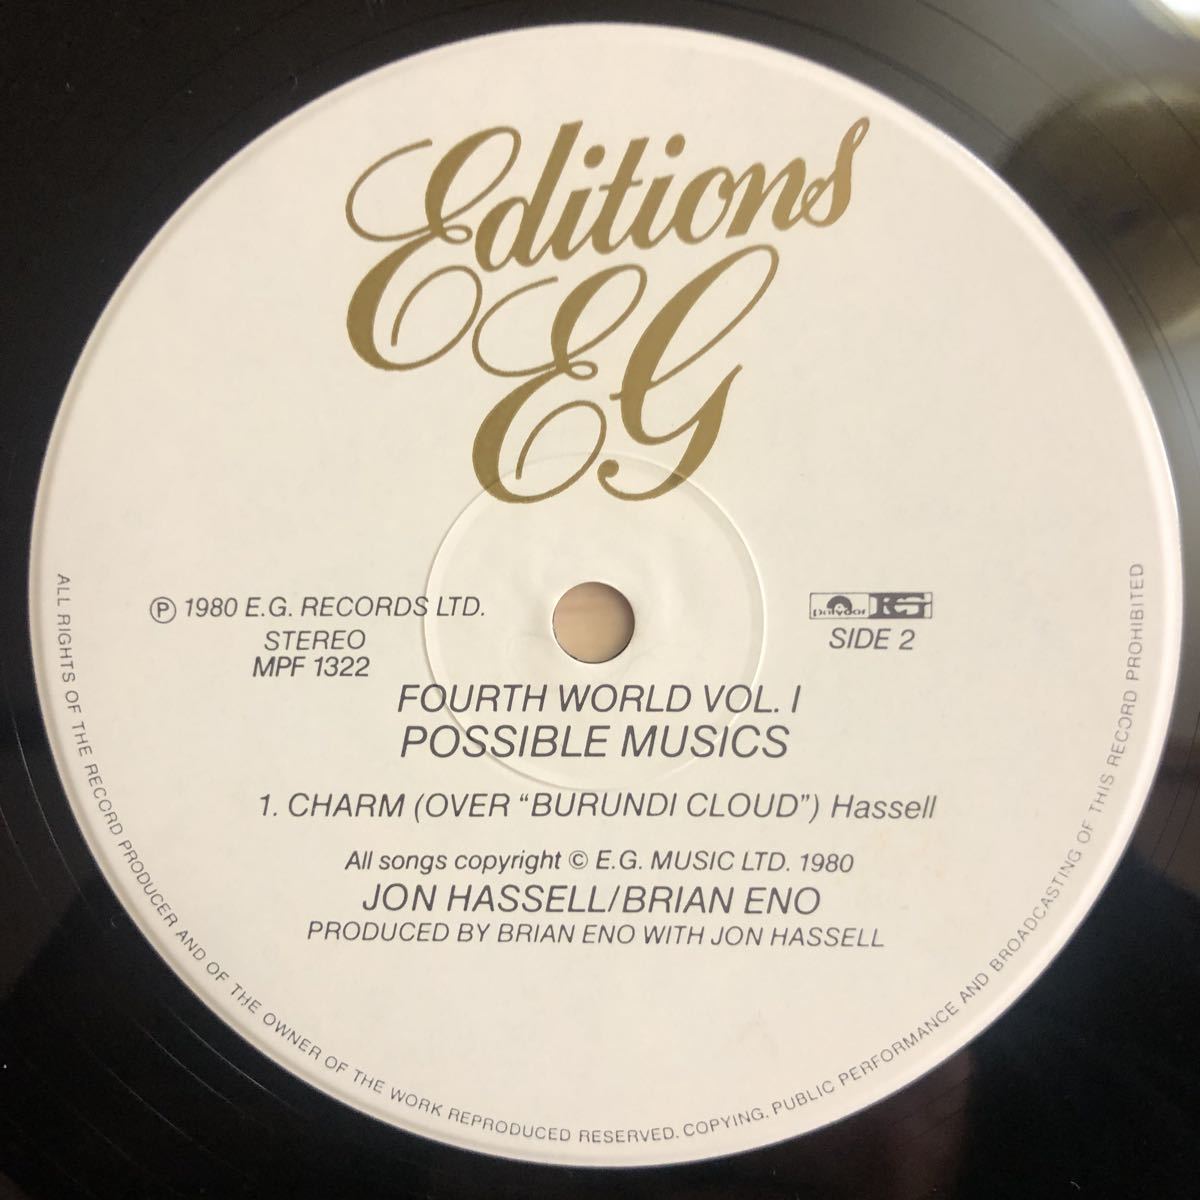 Editions
EG
℗ 1980 E.G. RECORDS LTD.
STEREO
MPF 1322
polydor EG
SIDE 2
FOURTH WORLD VOL. I
POSSIBLE MUSICS
1. CHARM (OVER “BURUNDI CLOUD”) Hassell
All songs copyright © E.G. MUSIC LTD. 1980
JON HASSELL/BRIAN ENO
PRODUCED BY BRIAN ENO WITH JON HASSELL
ALL RIGHTS OF THE RECORD PRODUCER AND OF THE OWNER OF THE WORK REPRODUCED RESERVED. COPYING. PUBLIC PERFORMANCE AND BROADCASTING OF THIS RECORD PROHIBITED